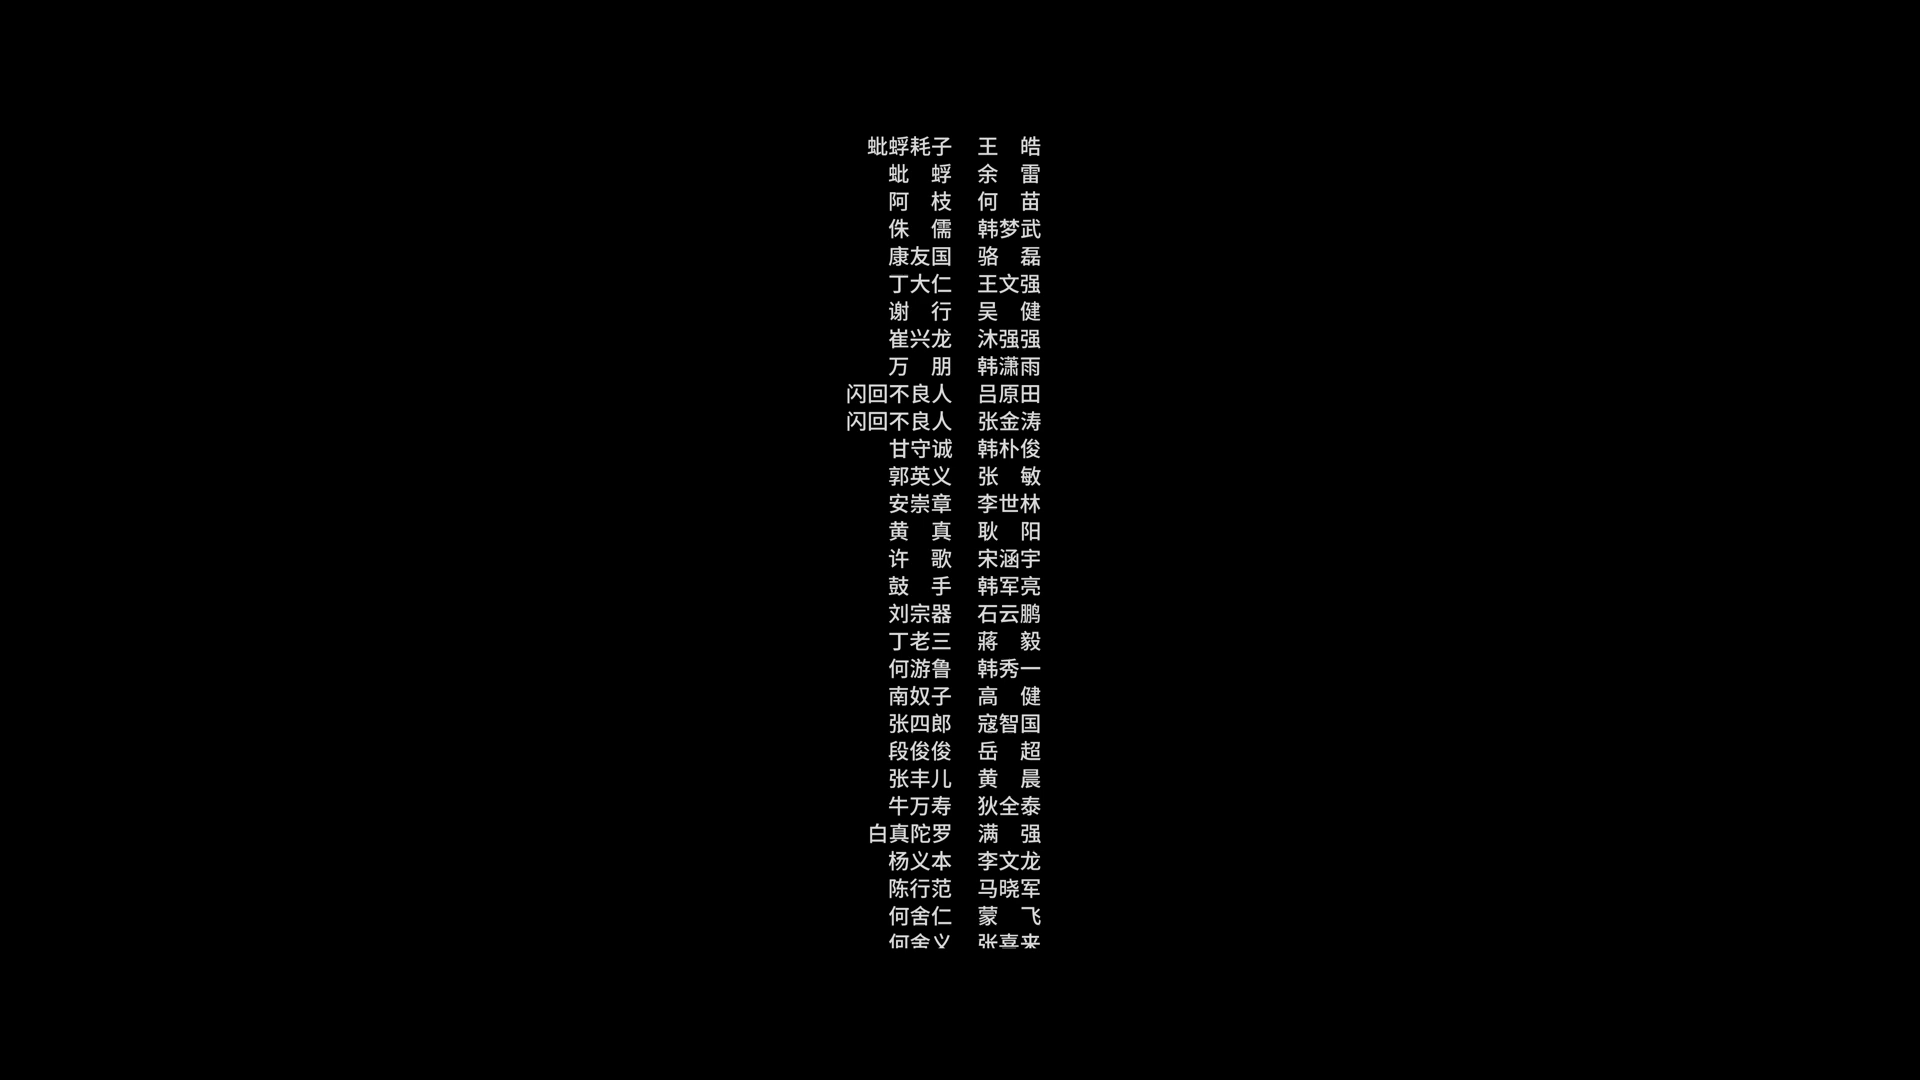 蚍蜉耗子 王 皓
蚍 蜉 余 雷
阿 枝 何 苗
侏 儒 韩梦武
康友国 骆 磊
丁大仁 王文强
谢 行 吴 健
崔兴龙 沐强强
万 朋 韩潇雨
闪回不良人 吕原田
闪回不良人 张金涛
甘守诚 韩朴俊
郭英义 张 敏
安崇章 李世林
黄 真 耿 阳
许 歌 宋涵宇
鼓 手 韩军亮
刘宗器 石云鹏
丁老三 蔣 毅
何游鲁 韩秀一
南奴子 高 健
张四郎 寇智国
段俊俊 岳 超
张丰儿 黄 晨
牛万寿 狄全泰
白真陀罗 满 强
杨义本 李文龙
陈行范 马晓军
何舍仁 蒙 飞
何舍义 张喜来